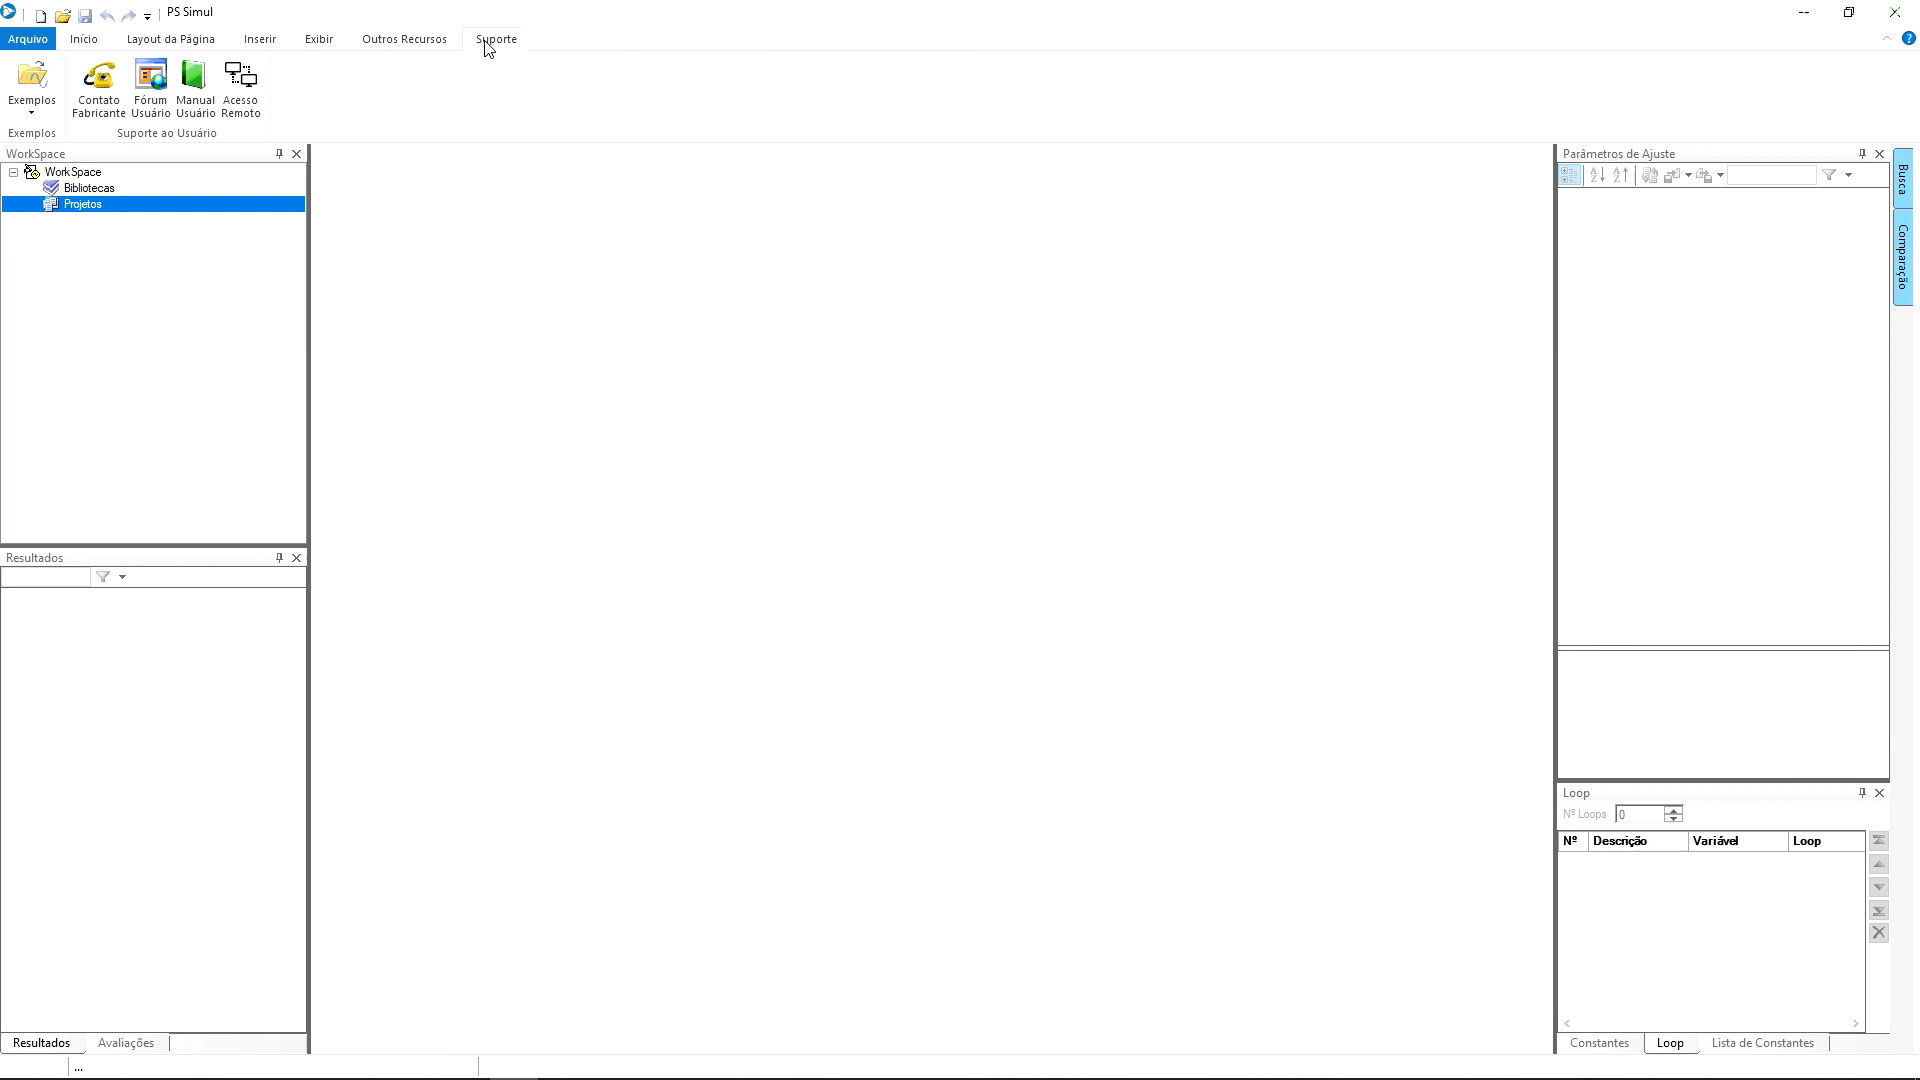 PS Simul
Arquivo Início Layout da Página Inserir Exibir Outros Recursos Suporte
Exemplos Contato Fórum Manual Acesso
Fabricante Usuário Usuário Remoto
Exemplos Suporte ao Usuário
WorkSpace
WorkSpace
Bibliotecas
Projetos
Resultados
Resultados Avaliações
...
Parâmetros de Ajuste
Busca
Comparação
Loop
Nº Loops 0
Nº Descrição Variável Loop
Constantes Loop Lista de Constantes